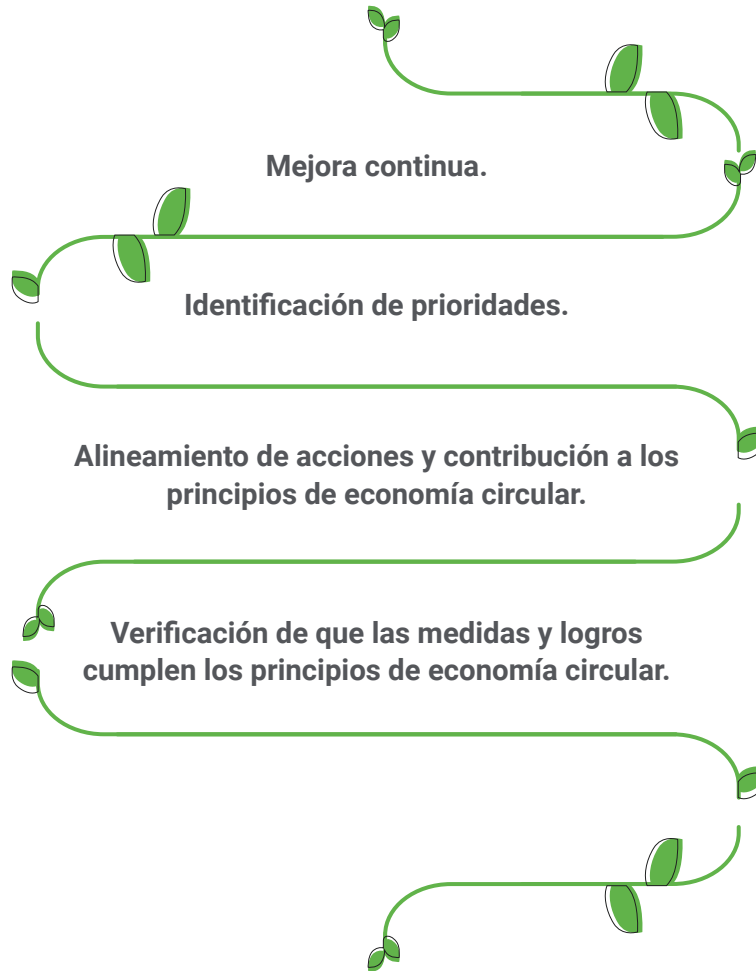 Mejora continua.
Identificación de prioridades.
Alineamiento de acciones y contribución a los
principios de economía circular.
Verificación de que las medidas y logros
cumplen los principios de economía circular.